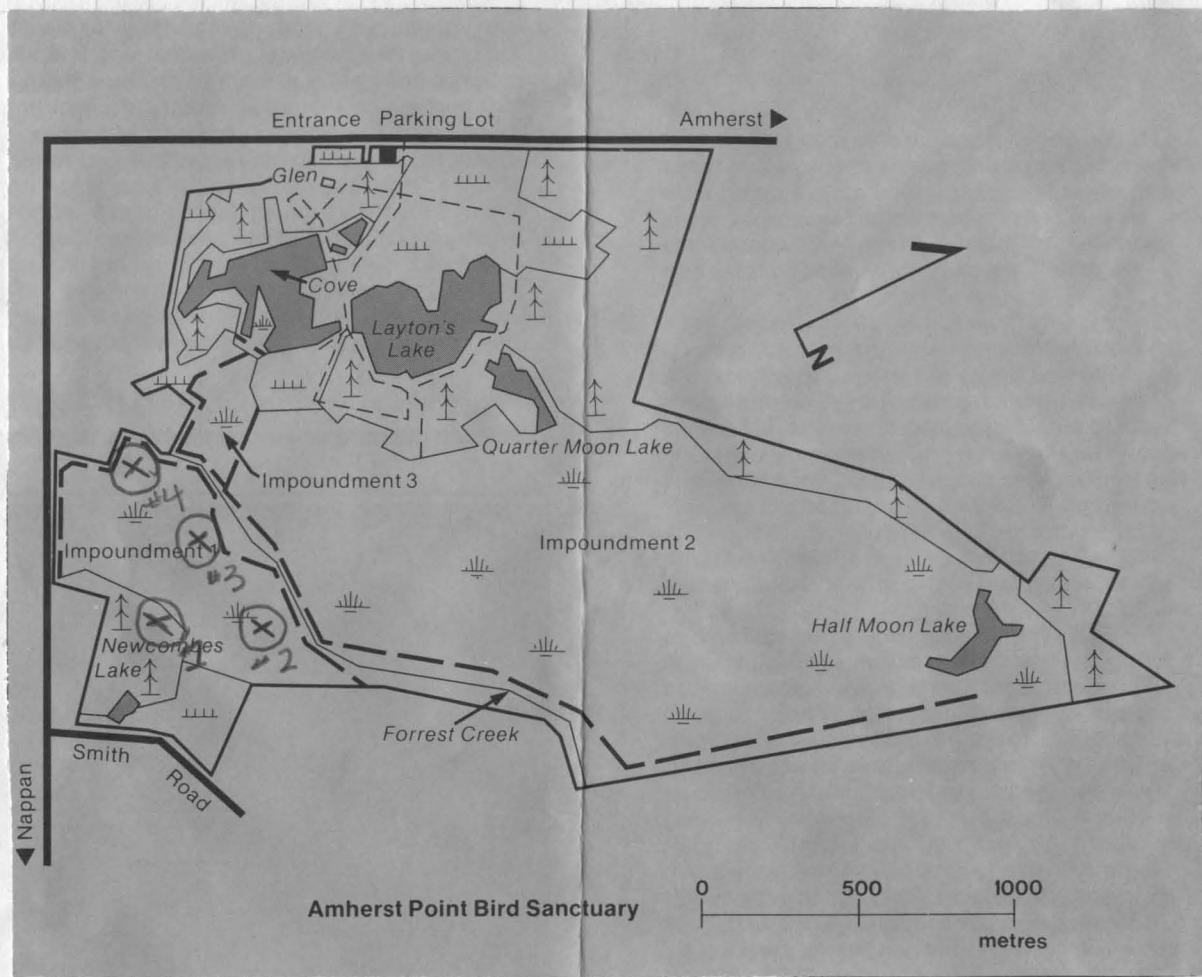 Entrance Parking Lot
Amherst ▶
Glen
Cove
Layton's
Lake
N
Quarter Moon Lake
Impoundment 3
#4
Impoundment 1
Impoundment 2
#3
Half Moon Lake
Newcombes
Lake
#1
#2
Forrest Creek
Smith
Road
◀ Nappan
0 500 1000
metres
Amherst Point Bird Sanctuary